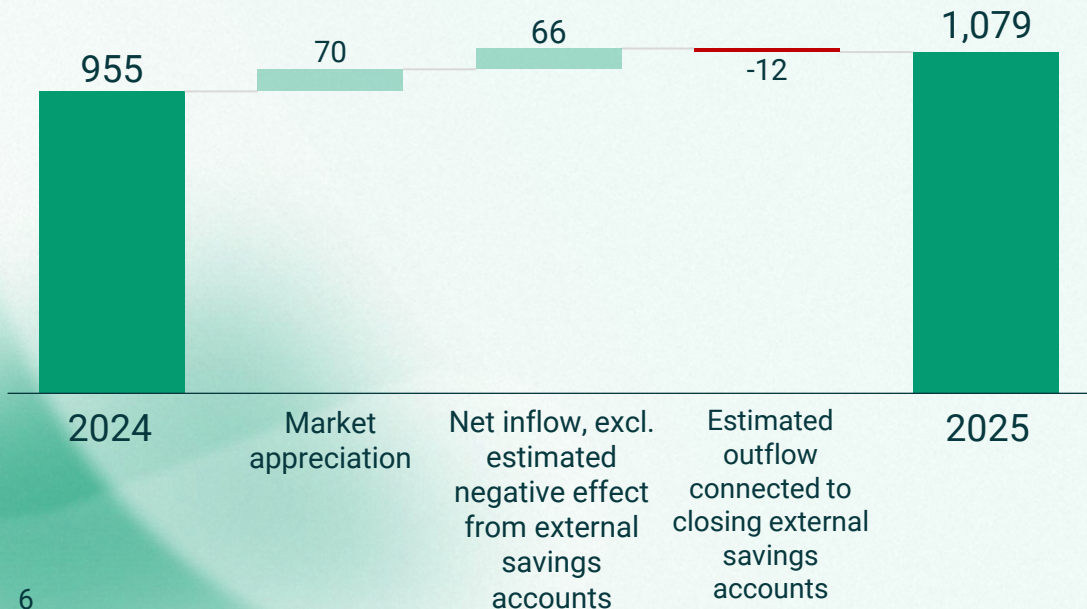 955
70
66
-12
1,079
2024
Market
appreciation
Net inflow, excl.
estimated
negative effect
from external
savings
accounts
Estimated
outflow
connected to
closing external
savings
accounts
2025
6